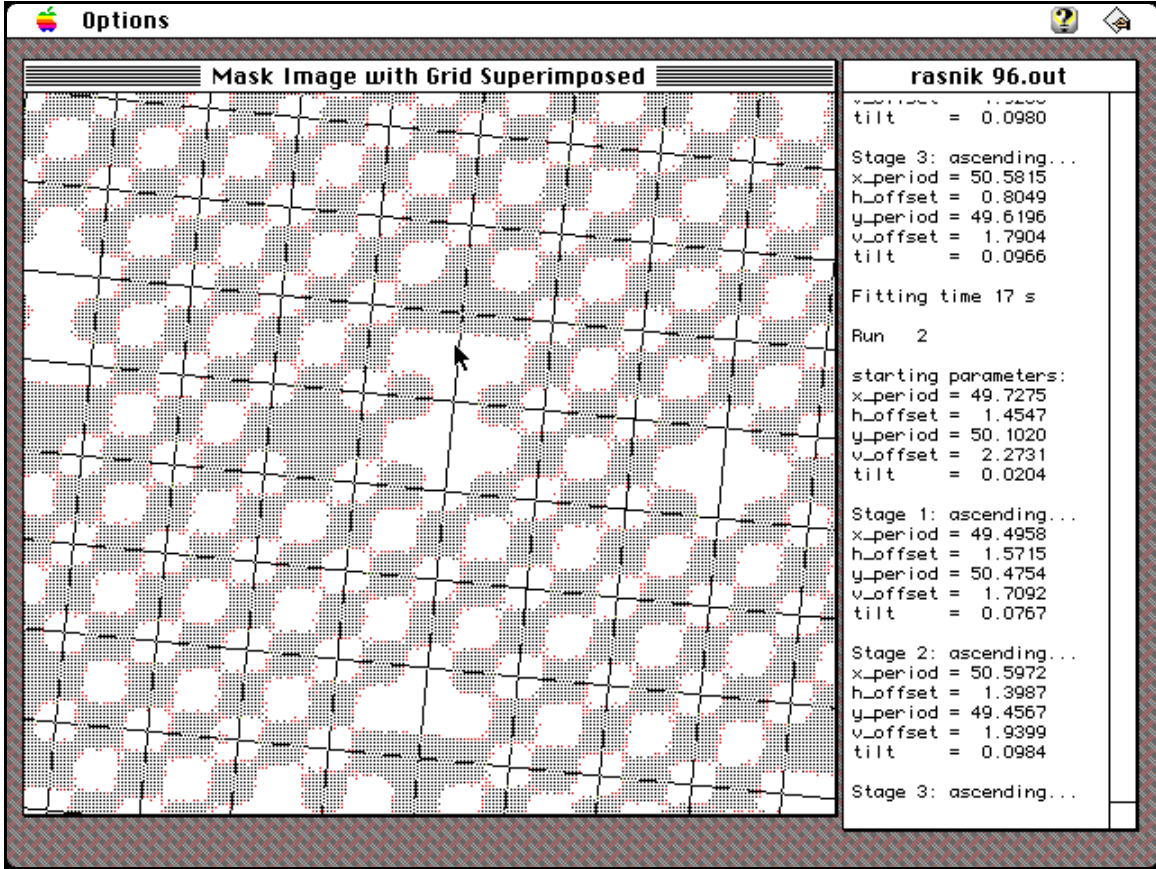 Options
Mask Image with Grid Superimposed
rasnik 96.out
tilt = 0.0980
Stage 3: ascending...
x_period = 50.5815
h_offset = 0.8049
y_period = 49.6196
v_offset = 1.7904
tilt = 0.0966
Fitting time 17 s
Run 2
starting parameters:
x_period = 49.7275
h_offset = 1.4547
y_period = 50.1020
v_offset = 2.2731
tilt = 0.0204
Stage 1: ascending...
x_period = 49.4958
h_offset = 1.5715
y_period = 50.4754
v_offset = 1.7092
tilt = 0.0767
Stage 2: ascending...
x_period = 50.5972
h_offset = 1.3987
y_period = 49.4567
v_offset = 1.9399
tilt = 0.0984
Stage 3: ascending...